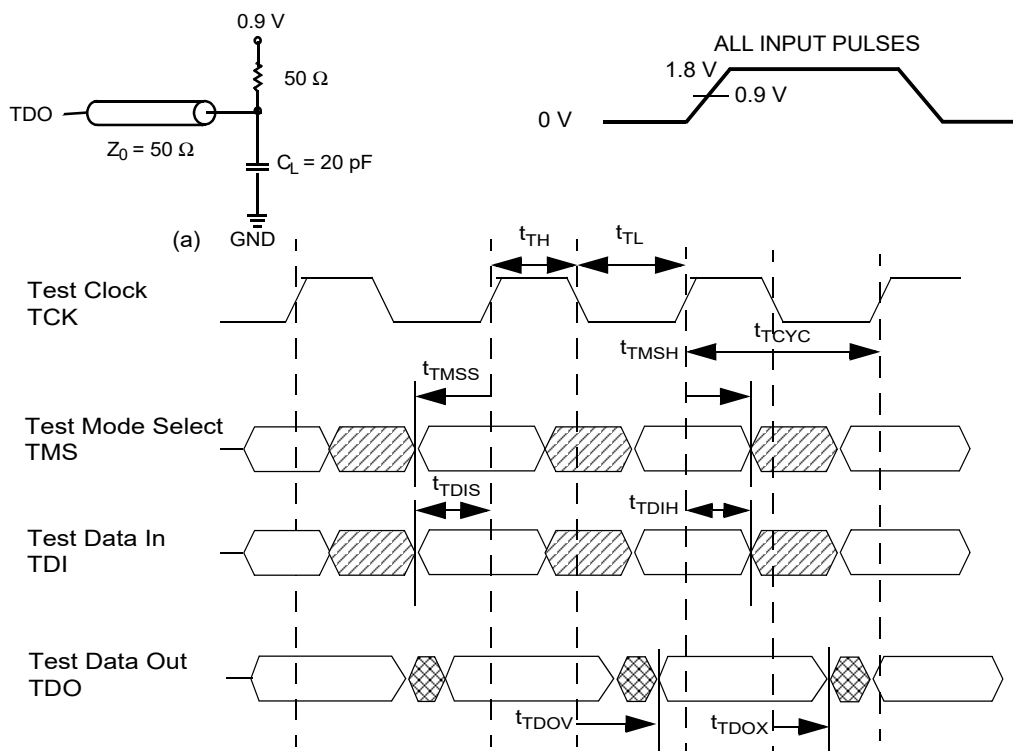 0.9 V
50 Ω
TDO
Z0 = 50 Ω
CL = 20 pF
(a)
GND
ALL INPUT PULSES
1.8 V
0.9 V
0 V
tTH
tTL
Test Clock
TCK
tTMSH
tTCYC
tTMSS
Test Mode Select
TMS
tTDIS
tTDIH
Test Data In
TDI
Test Data Out
TDO
tTDOV
tTDOX